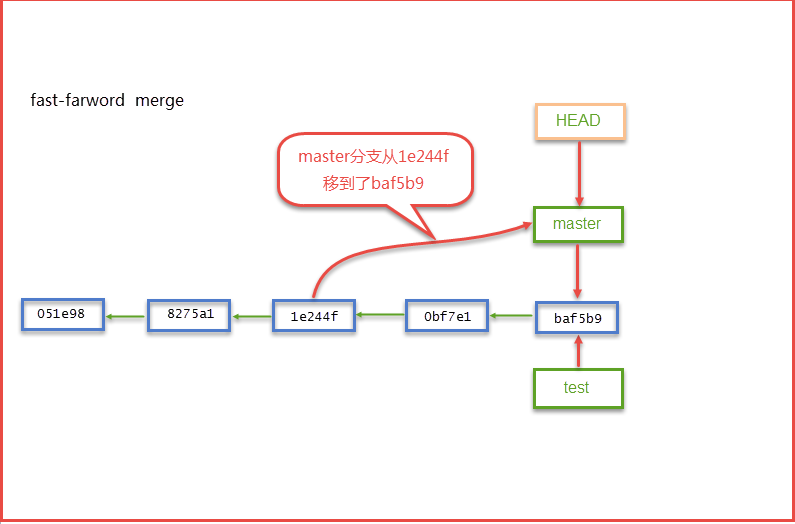 fast-farword merge
HEAD
master分支从1e244f
移到了baf5b9
master
051e98
8275a1
1e244f
0bf7e1
baf5b9
test